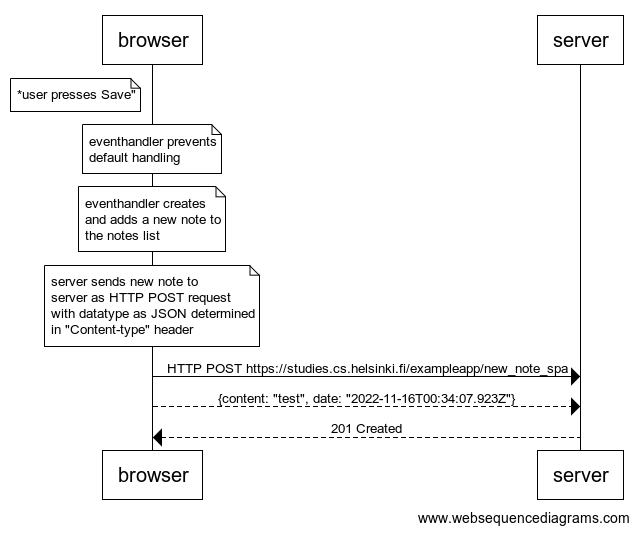 browser
server
*user presses Save"
eventhandler prevents
default handling
eventhandler creates
and adds a new note to
the notes list
server sends new note to
server as HTTP POST request
with datatype as JSON determined
in "Content-type" header
HTTP POST https://studies.cs.helsinki.fi/exampleapp/new_note_spa
{content: "test", date: "2022-11-16T00:34:07.923Z"}
201 Created
browser
server
www.websequencediagrams.com